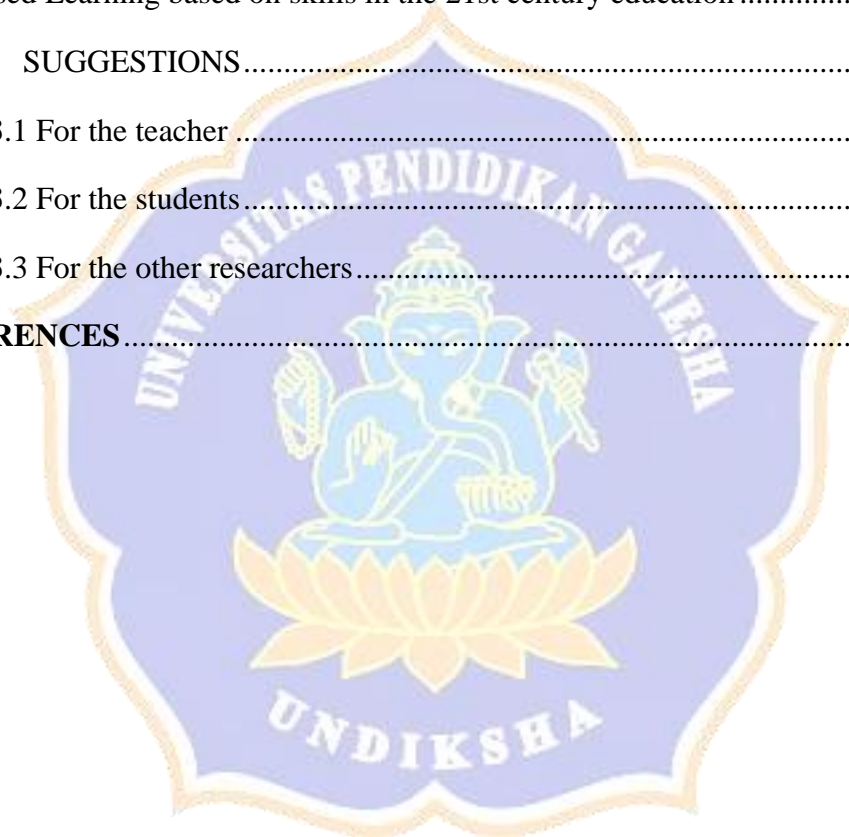 sed Learning based on skills in the 21st century education................
SUGGESTIONS..............................................................................
3.1 For the teacher..............................................................................
3.2 For the students..............................................................................
3.3 For the other researchers................................................................
RENCES..........................................................................................
UNIVERSITAS PENDIDIKAN GANESHA
UNDIKSHA